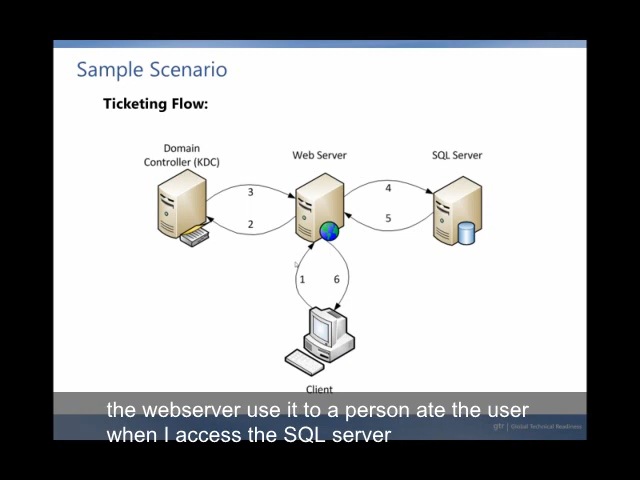 Sample Scenario
Ticketing Flow:
Domain
Controller (KDC)
Web Server
SQL Server
3
4
2
5
1
6
Client
the webserver use it to a person ate the user
when I access the SQL server
gtr | Global Technical Readiness